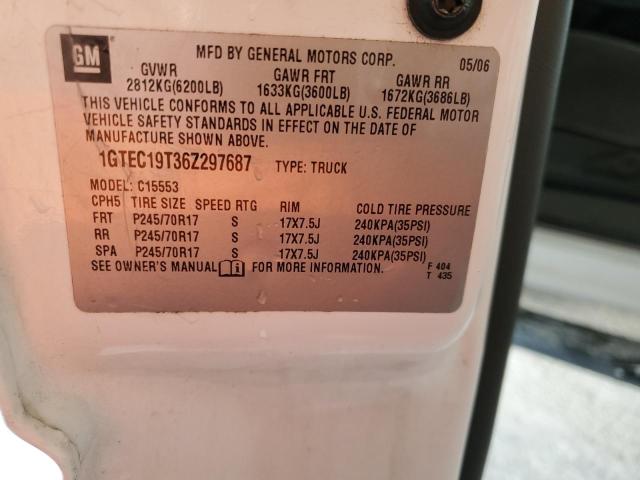 GM
MFD BY GENERAL MOTORS CORP. 05/06
GVWR GAWR FRT GAWR RR
2812KG(6200LB) 1633KG(3600LB) 1672KG(3686LB)
THIS VEHICLE CONFORMS TO ALL APPLICABLE U.S. FEDERAL MOTOR
VEHICLE SAFETY STANDARDS IN EFFECT ON THE DATE OF
MANUFACTURE SHOWN ABOVE.
1GTEC19T36Z297687 TYPE: TRUCK
MODEL: C15553
CPH5 TIRE SIZE SPEED RTG RIM COLD TIRE PRESSURE
FRT P245/70R17 S 17X7.5J 240KPA(35PSI)
RR P245/70R17 S 17X7.5J 240KPA(35PSI)
SPA P245/70R17 S 17X7.5J 240KPA(35PSI)
SEE OWNER'S MANUAL FOR MORE INFORMATION. F 404
T 435